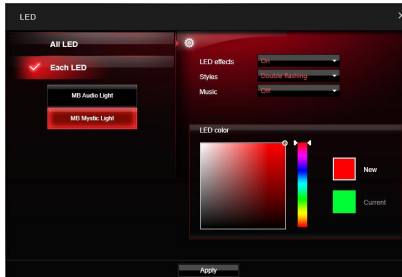 LED
All LED
Each LED
MB Audio Light
MB Mystic Light
LED effects On
Styles Double flashing
Music Off
LED color
New
Current
Apply